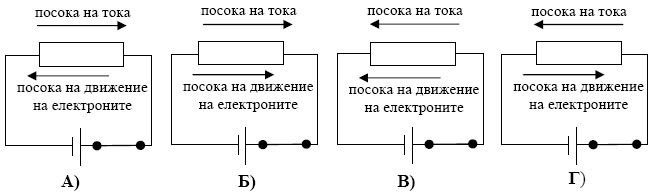 посока на тока
посока на движение
на електроните
А)
посока на тока
посока на движение
на електроните
Б)
посока на тока
посока на движение
на електроните
В)
посока на тока
посока на движение
на електроните
Г)